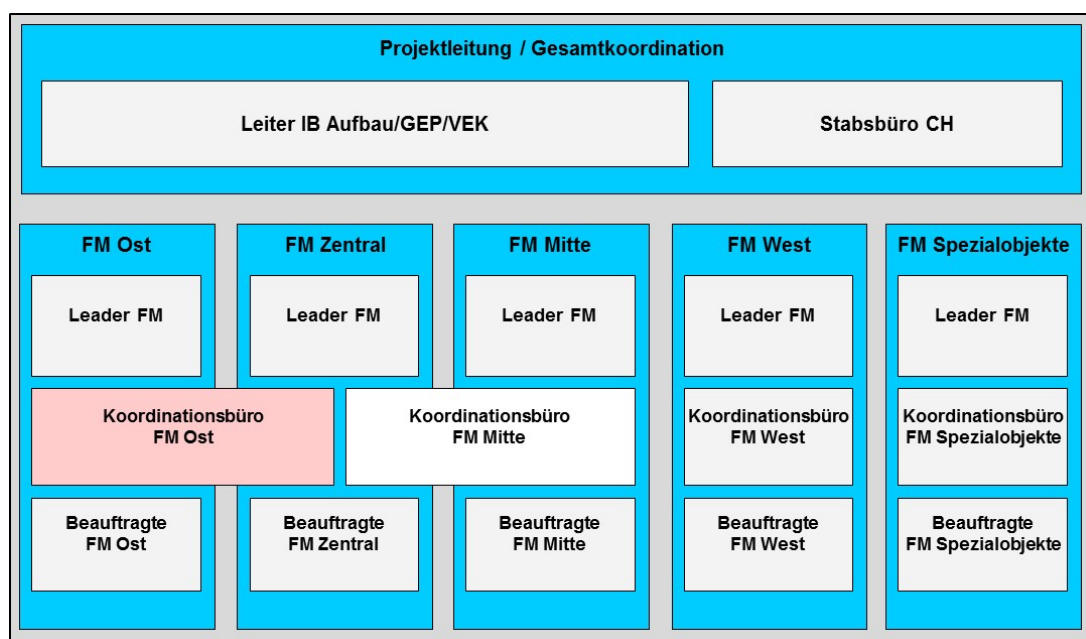 Projektleitung / Gesamtkoordination
Leiter IB Aufbau/GEP/VEK
Stabsbüro CH
FM Ost
FM Zentral
FM Mitte
FM West
FM Spezialobjekte
Leader FM
Leader FM
Leader FM
Leader FM
Leader FM
Koordinationsbüro
FM Ost
Koordinationsbüro
FM Mitte
Koordinationsbüro
FM West
Koordinationsbüro
FM Spezialobjekte
Beauftragte
FM Ost
Beauftragte
FM Zentral
Beauftragte
FM Mitte
Beauftragte
FM West
Beauftragte
FM Spezialobjekte